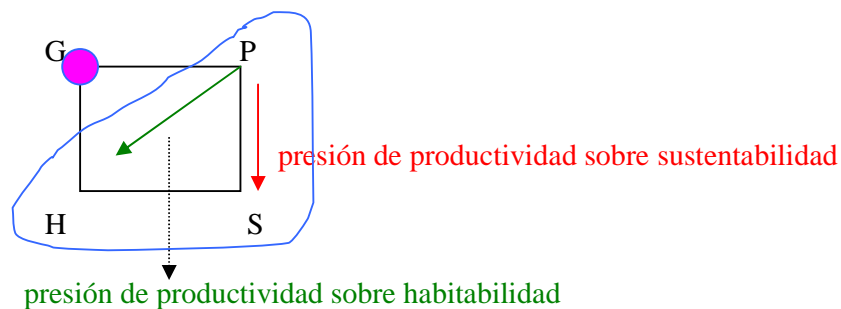 G P
presión de productividad sobre sustentabilidad
H S
presión de productividad sobre habitabilidad